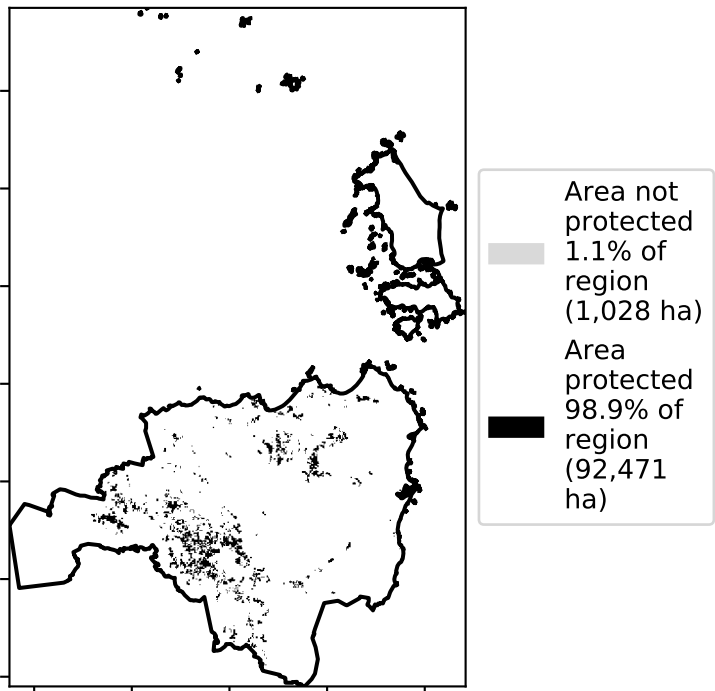 Area not
protected
1.1% of
region
(1,028 ha)
Area
protected
98.9% of
region
(92,471
ha)